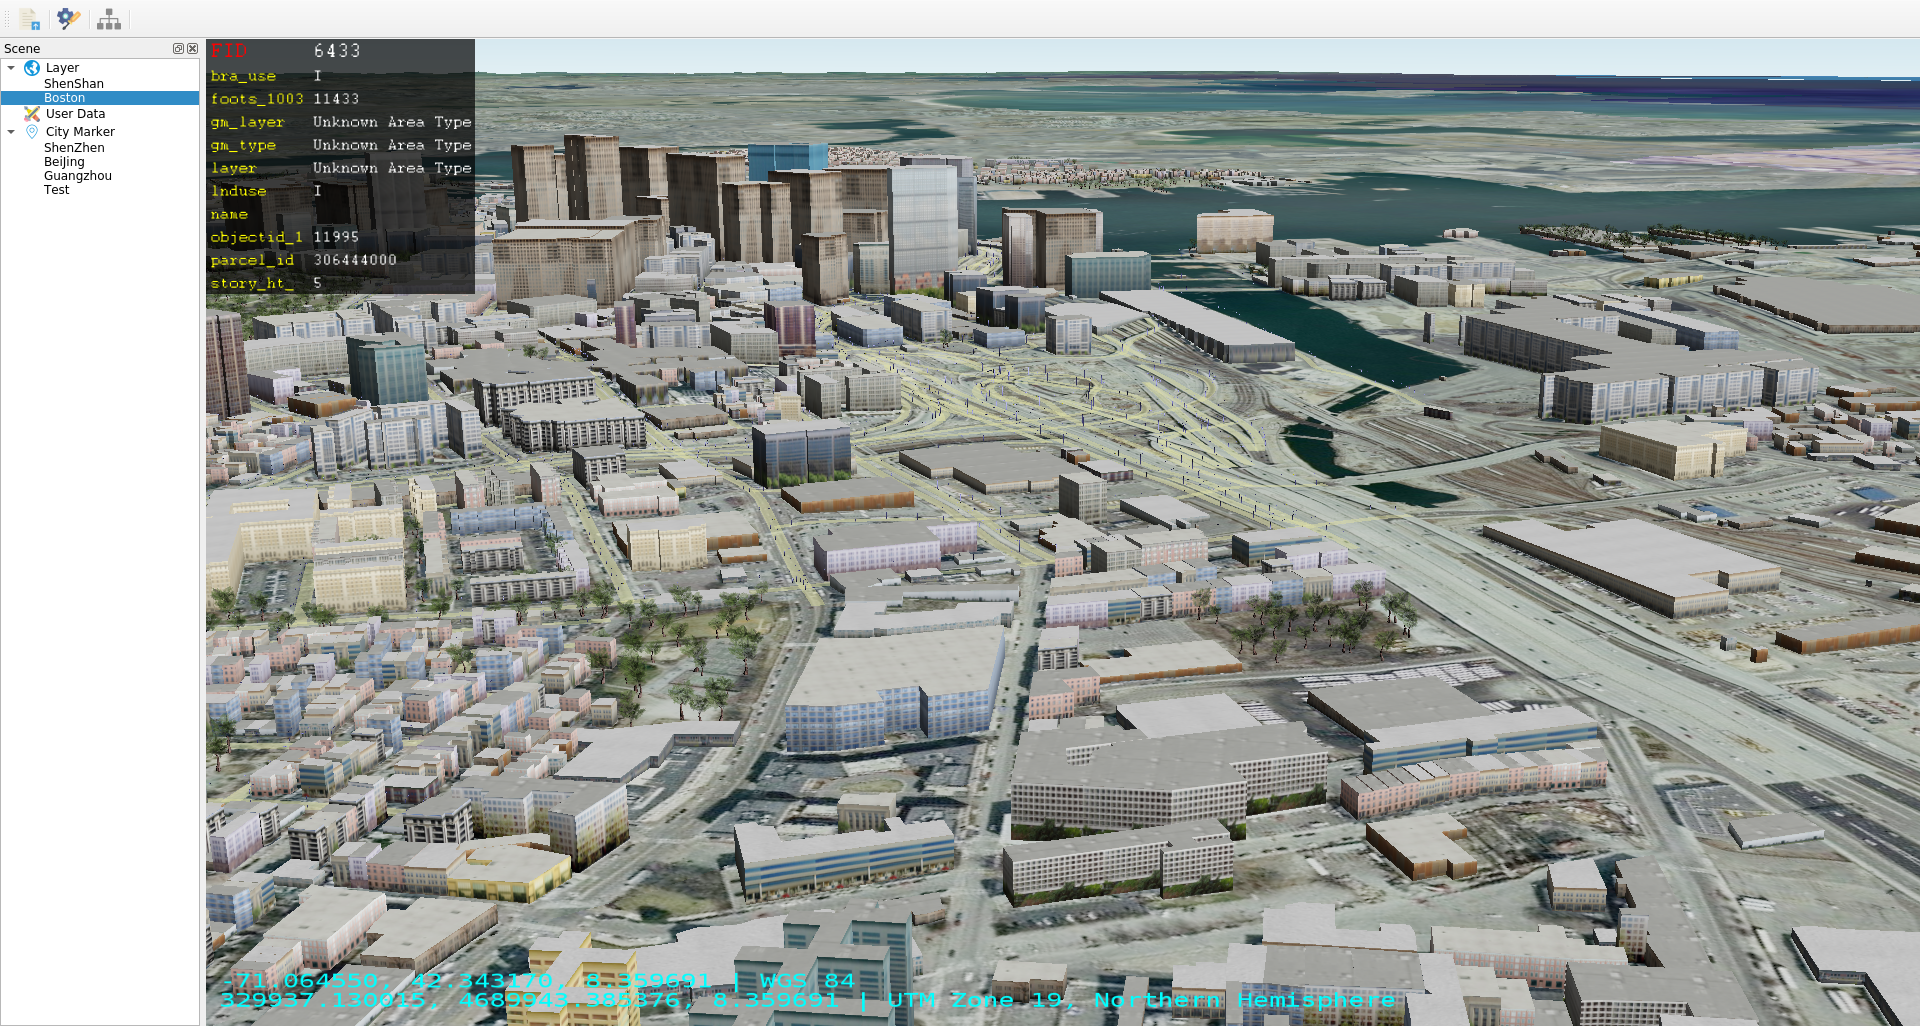 Scene
Layer
ShenShan
Boston
User Data
City Marker
ShenZhen
BeiJing
Guangzhou
Test
FID 6433
bra_use I
foots_1003 11433
gm_layer Unknown Area Type
gm_type Unknown Area Type
layer Unknown Area Type
lnduse I
name
objectid_1 11995
parcel_id 306444000
story_ht_ 5
-71.064550, 42.343170, 8.359691 | WGS 84
329937.130015, 4689943.385376, 8.359691 | UTM Zone 19, Northern Hemisphere